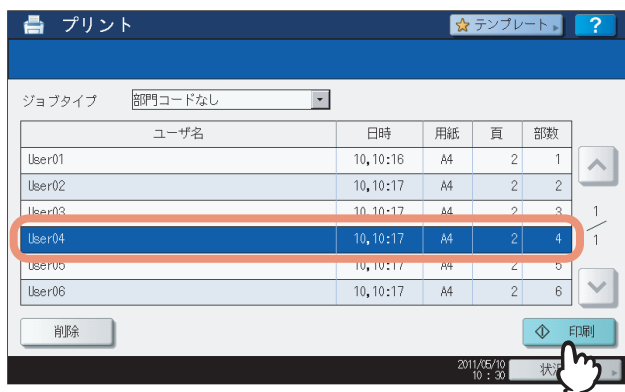 プリント
テンプレート
?
ジョブタイプ 部門コードなし
ユーザ名 日時 用紙 頁 部数
User01 10,10:16 A4 2 1
User02 10,10:17 A4 2 2
User03 10,10:17 A4 2 3
User04 10,10:17 A4 2 4
User05 10,10:17 A4 2 5
User06 10,10:17 A4 2 6
1/1
削除
印刷
2011/05/10
10:30
状況